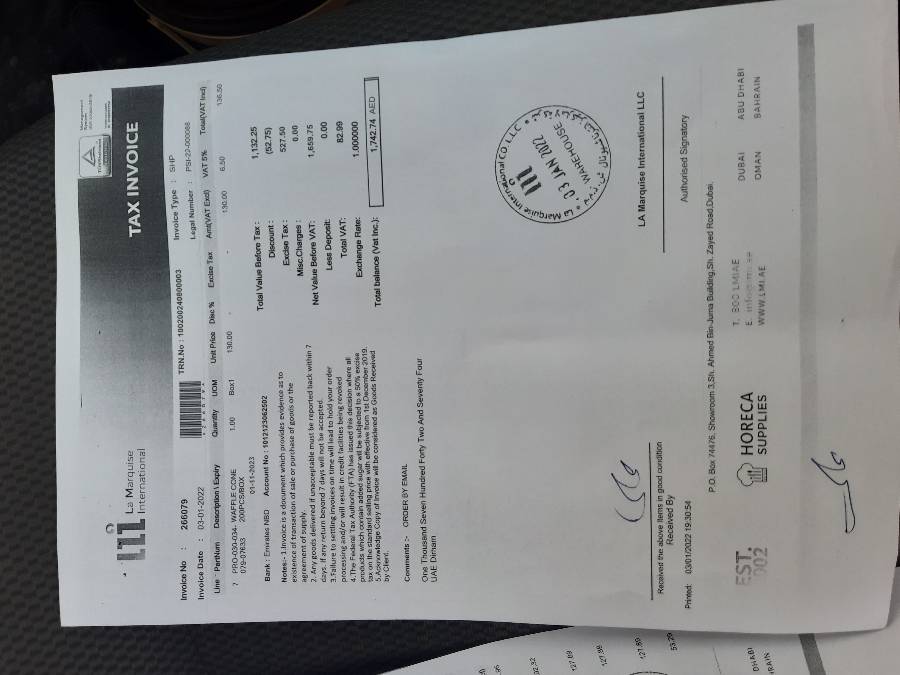 La Marquise
International
TAX INVOICE
Invoice No : 266079
TRN.No : 100200240800003
Invoice Type : SHP
Invoice Date : 03-01-2022
Legal Number : PSI-22-000088
Line PartNum Description \ Expiry Quantity UOM Unit Price Disc % Excise Tax Amt(VAT Excl) VAT 5% Total(VAT Incl)
7 PRO-030-034- WAFFLE CONE 1.00 Box1 130.00 - - 130.00 6.50 136.50
079-07633 200PCS/BOX
01-11-2023
Bank : Emirates NBD Account No : 1012123062502
Notes:- 1.Invoice is a document which provides evidence as to
existence of transaction of sale or purchase of goods or the
agreement of supply.
2. Any goods delivered if unacceptable must be reported back within 7
days. If any return beyond 7 days will not be accepted.
3.Failure to settling invoices on time will lead to hold your order
processing and/or will result in credit facilities being revoked
4.The Federal Tax Authority (FTA) has issued this decision where all
products which contain added sugar will be subjected to a 50% excise
tax on the standard selling price with effective from 1st December 2019.
5.Acknowledge Copy of Invoice will be considered as Goods Received
by Client.
Total Value Before Tax : 1,132.25
Discount : (52.75)
Excise Tax: 527.50
Misc.Charges : 0.00
Net Value Before VAT: 1,659.75
Less Deposit: 0.00
Total VAT: 82.99
Exchange Rate: 1.000000
Total balance (Vat Inc.): 1,742.74 AED
Comments :- ORDER BY EMAIL
One Thousand Seven Hundred Forty Two And Seventy Four
UAE Dirham
La Marquise International CO LLC
03 JAN 2022
WAREHOUSE
LA Marquise International LLC
Authorised Signatory
Received the above items in good condition
Received By
Printed: 03/01/2022 19:30:54
P.O. Box 74476, Showroom 3,Sh. Ahmed Bin-Juma Building,Sh. Zayed Road,Dubai.
EST.
2002
HORECA
SUPPLIES
T. 800 LMIAE
WWW.LMI.AE
DUBAI ABU DHABI
OMAN BAHRAIN
127.89
53.29
DHABI
RAIN